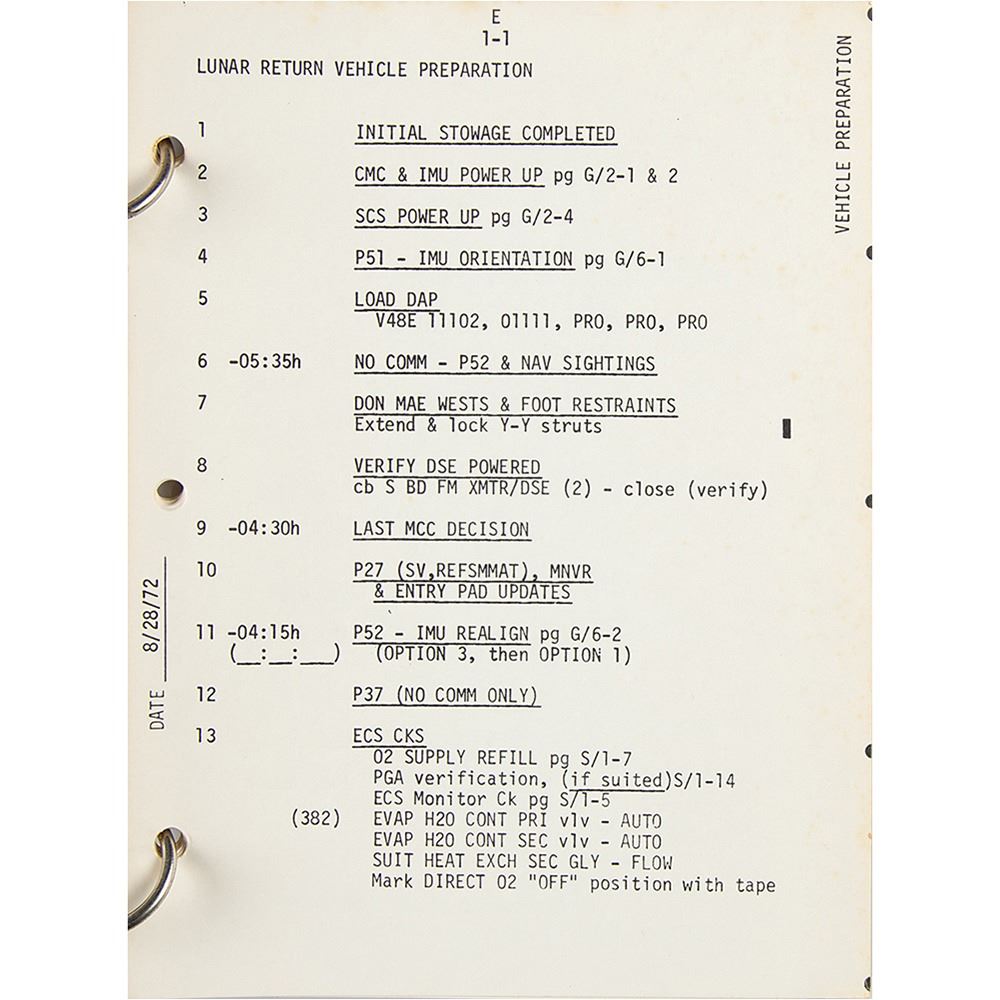 E
1-1
LUNAR RETURN VEHICLE PREPARATION
VEHICLE PREPARATION
1 INITIAL STOWAGE COMPLETED
2 CMC & IMU POWER UP pg G/2-1 & 2
3 SCS POWER UP pg G/2-4
4 P51 - IMU ORIENTATION pg G/6-1
5 LOAD DAP
V48E 11102, 01111, PRO, PRO, PRO
6 -05:35h NO COMM - P52 & NAV SIGHTINGS
7 DON MAE WESTS & FOOT RESTRAINTS
Extend & lock Y-Y struts
8 VERIFY DSE POWERED
cb S BD FM XMTR/DSE (2) - close (verify)
9 -04:30h LAST MCC DECISION
10 P27 (SV,REFSMMAT), MNVR
& ENTRY PAD UPDATES
11 -04:15h P52 - IMU REALIGN pg G/6-2
(__:__:___) (OPTION 3, then OPTION 1)
12 P37 (NO COMM ONLY)
13 ECS CKS
O2 SUPPLY REFILL pg S/1-7
PGA verification, (if suited)S/1-14
ECS Monitor Ck pg S/1-5
(382) EVAP H2O CONT PRI vlv - AUTO
EVAP H2O CONT SEC vlv - AUTO
SUIT HEAT EXCH SEC GLY - FLOW
Mark DIRECT O2 "OFF" position with tape
DATE 8/28/72